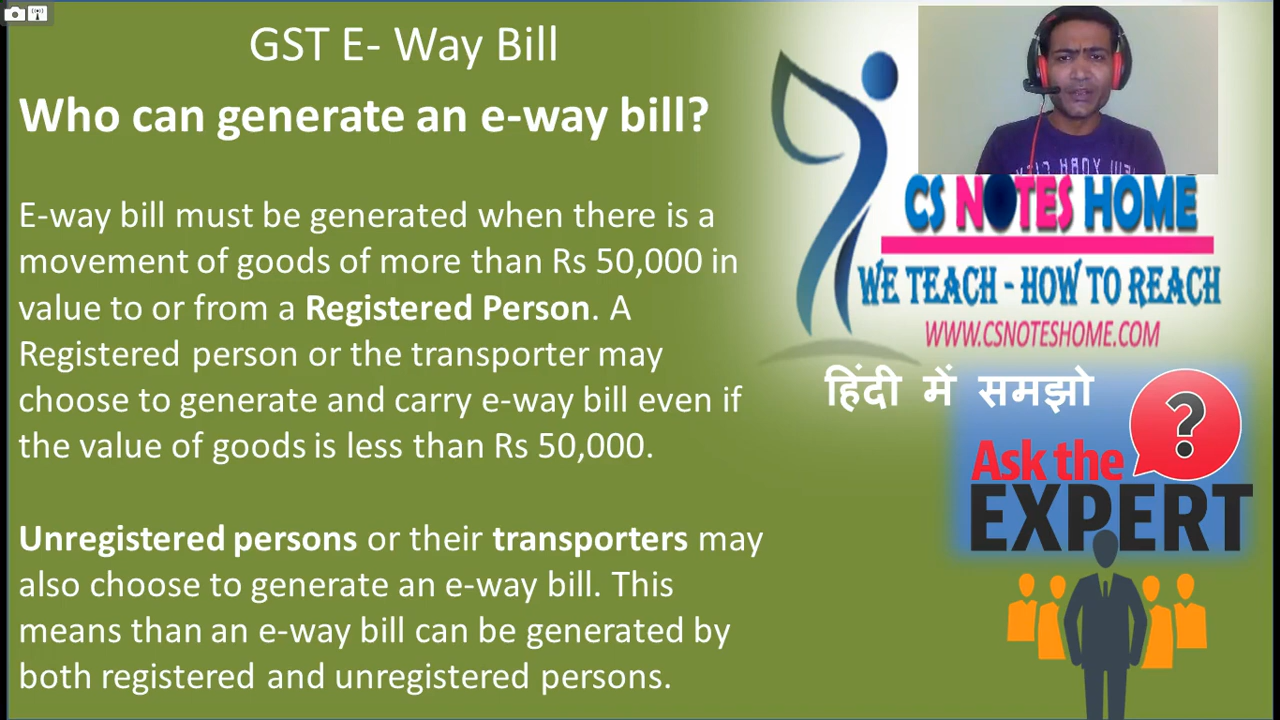 GST E- Way Bill
Who can generate an e-way bill?
E-way bill must be generated when there is a
movement of goods of more than Rs 50,000 in
value to or from a Registered Person. A
Registered person or the transporter may
choose to generate and carry e-way bill even if
the value of goods is less than Rs 50,000.
Unregistered persons or their transporters may
also choose to generate an e-way bill. This
means than an e-way bill can be generated by
both registered and unregistered persons.
CS NOTES HOME
WE TEACH - HOW TO REACH
WWW.CSNOTESHOME.COM
हिंदी में समझो
?
Ask the
EXPERT